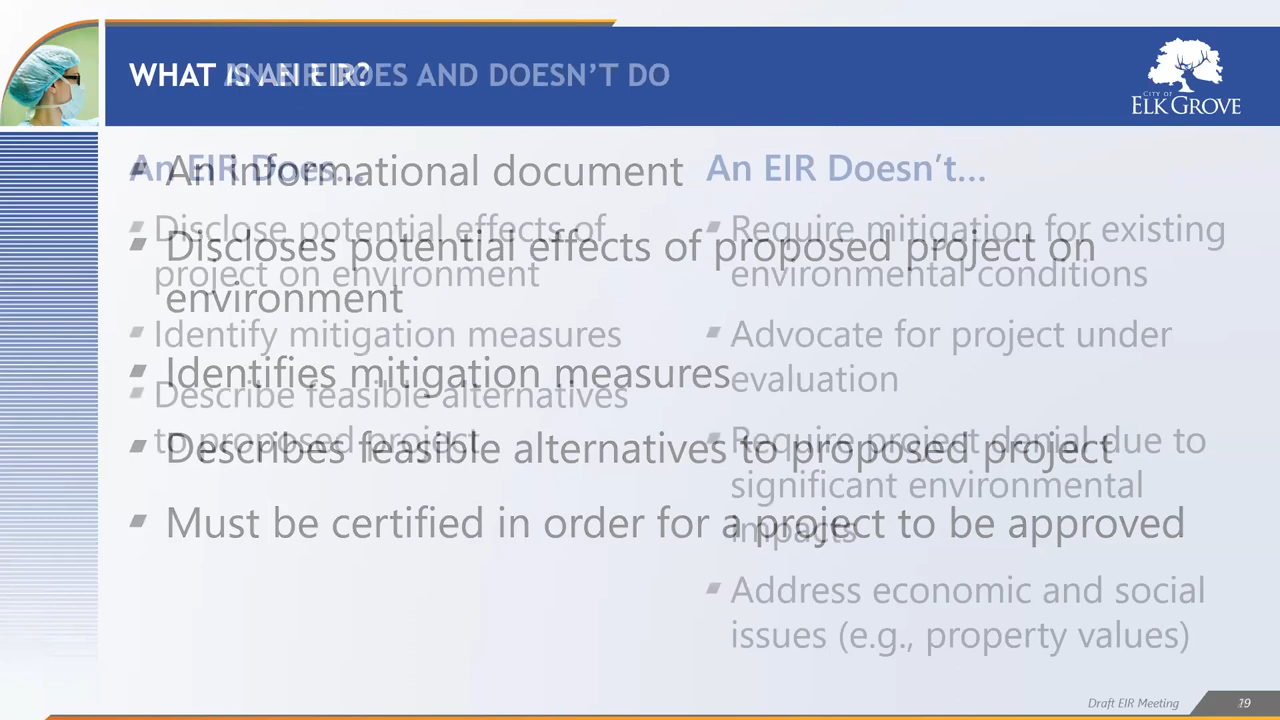 WHAT IS AN EIR?
WHAT AN EIR DOES AND DOESN'T DO
CITY OF
ELK GROVE
An informational document
Discloses potential effects of proposed project on
environment
Identifies mitigation measures
Describes feasible alternatives to proposed project
Must be certified in order for a project to be approved
An EIR Does...
Disclose potential effects of
project on environment
Identify mitigation measures
Describe feasible alternatives
to proposed project
An EIR Doesn't...
Require mitigation for existing
environmental conditions
Advocate for project under
evaluation
Require project denial due to
significant environmental
impacts
Address economic and social
issues (e.g., property values)
Draft EIR Meeting